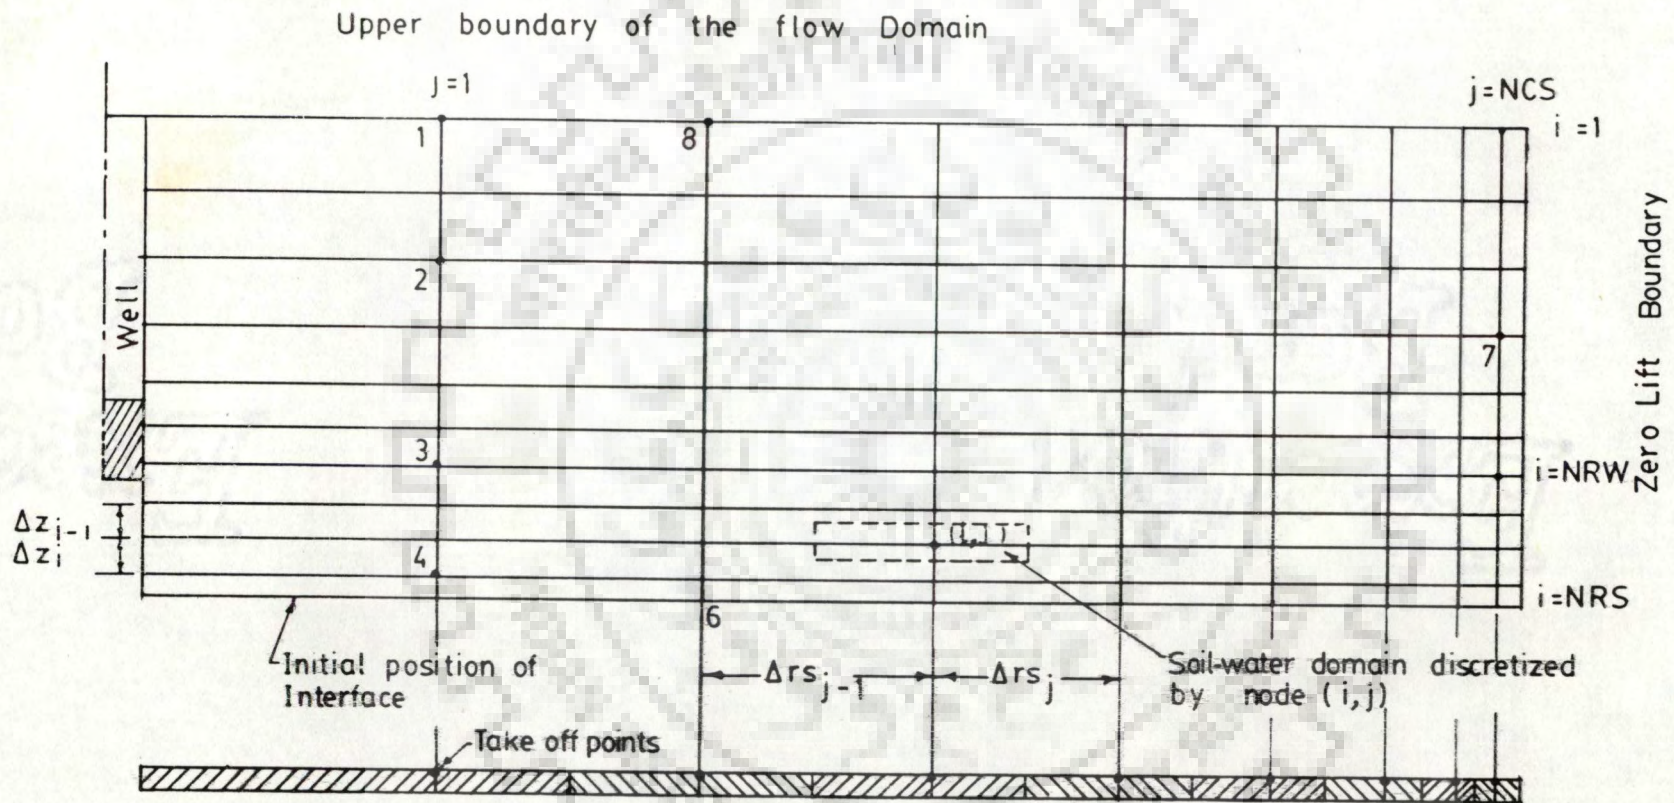 Upper boundary of the flow Domain
j=1
j=NCS
i =1
1
8
2
Well
7
Zero Lift Boundary
3
i=NRW
Δz i-1
Δz i
(i,j)
4
i=NRS
6
Initial position of
Interface
Δrs j-1
Δrs j
Soil-water domain discretized
by node (i,j)
Take off points